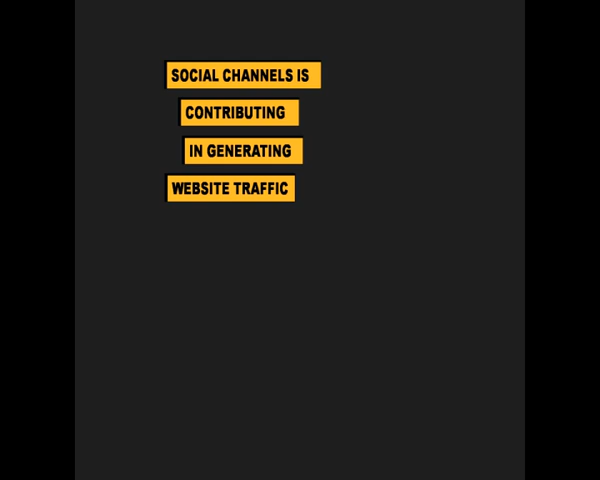 SOCIAL CHANNELS IS
CONTRIBUTING
IN GENERATING
WEBSITE TRAFFIC